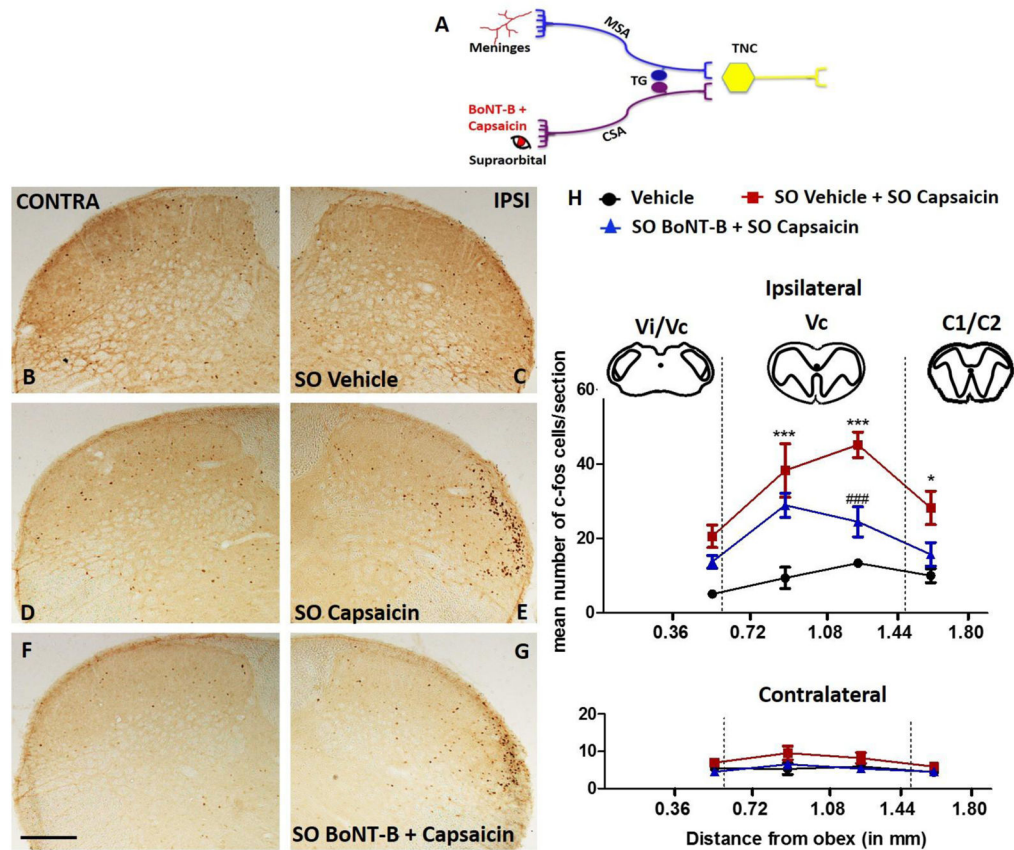 A
MSA
Meninges
TNC
TG
BoNT-B +
Capsaicin
CSA
Supraorbital
CONTRA
IPSI
B
SO Vehicle
C
D
SO Capsaicin
E
F
G
SO BoNT-B + Capsaicin
H
Vehicle
SO Vehicle + SO Capsaicin
SO BoNT-B + SO Capsaicin
Ipsilateral
Vi/Vc
Vc
C1/C2
mean number of c-fos cells/section
60
40
20
0
***
***
*
###
0.36 0.72 1.08 1.44 1.80
Contralateral
20
10
0
0.36 0.72 1.08 1.44 1.80
Distance from obex (in mm)